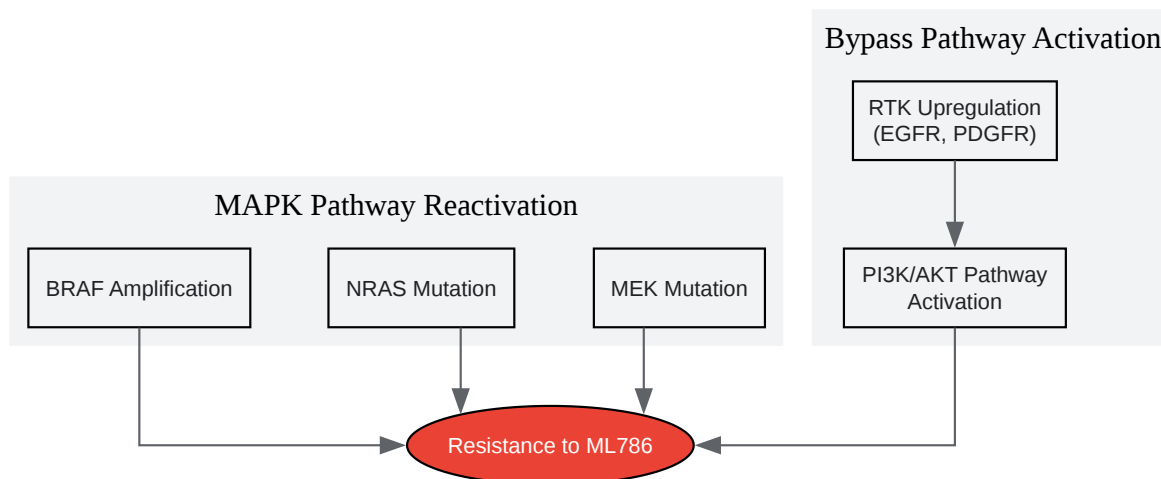 Bypass Pathway Activation
RTK Upregulation
(EGFR, PDGFR)
MAPK Pathway Reactivation
BRAF Amplification
NRAS Mutation
MEK Mutation
PI3K/AKT Pathway
Activation
Resistance to ML786